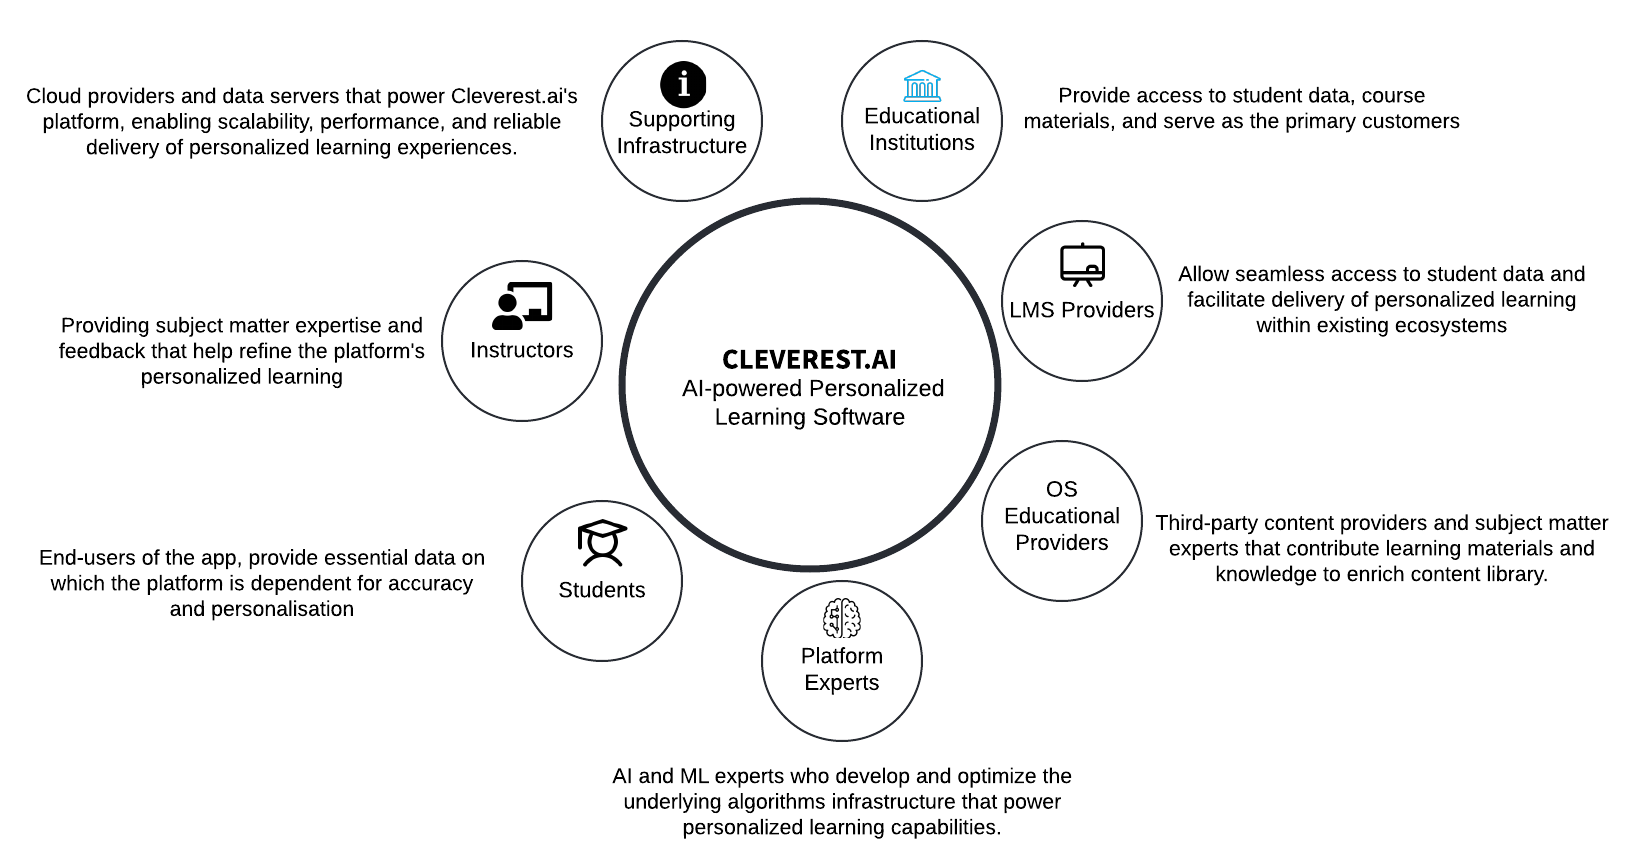 Supporting
Infrastructure
Cloud providers and data servers that power Cleverest.ai's
platform, enabling scalability, performance, and reliable
delivery of personalized learning experiences.
Educational
Institutions
Provide access to student data, course
materials, and serve as the primary customers
LMS Providers
Allow seamless access to student data and
facilitate delivery of personalized learning
within existing ecosystems
Instructors
Providing subject matter expertise and
feedback that help refine the platform's
personalized learning
CLEVEREST.AI
AI-powered Personalized
Learning Software
OS
Educational
Providers
Third-party content providers and subject matter
experts that contribute learning materials and
knowledge to enrich content library.
Students
End-users of the app, provide essential data on
which the platform is dependent for accuracy
and personalisation
Platform
Experts
AI and ML experts who develop and optimize the
underlying algorithms infrastructure that power
personalized learning capabilities.